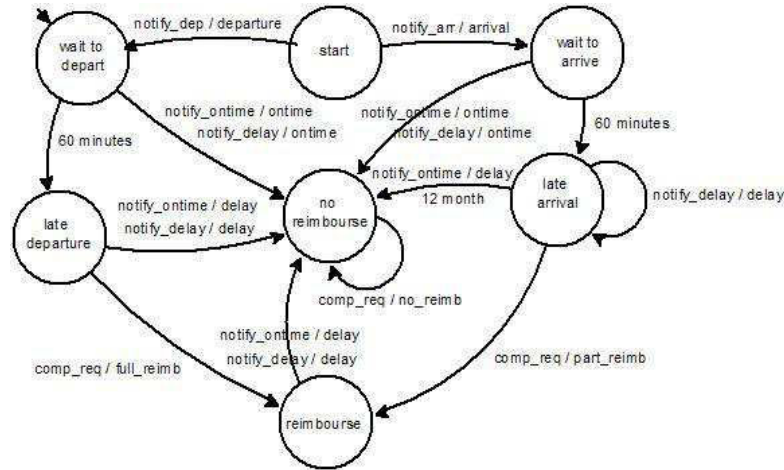 notify_dep / departure
notify_arr / arrival
wait to
depart
start
wait to
arrive
notify_ontime / ontime
notify_delay / ontime
notify_ontime / ontime
notify_delay / ontime
60 minutes
60 minutes
notify_ontime / delay
12 month
late
arrival
notify_delay / delay
no
reimbourse
late
departure
notify_ontime / delay
notify_delay / delay
comp_req / no_reimb
notify_ontime / delay
notify_delay / delay
comp_req / full_reimb
comp_req / part_reimb
reimbourse